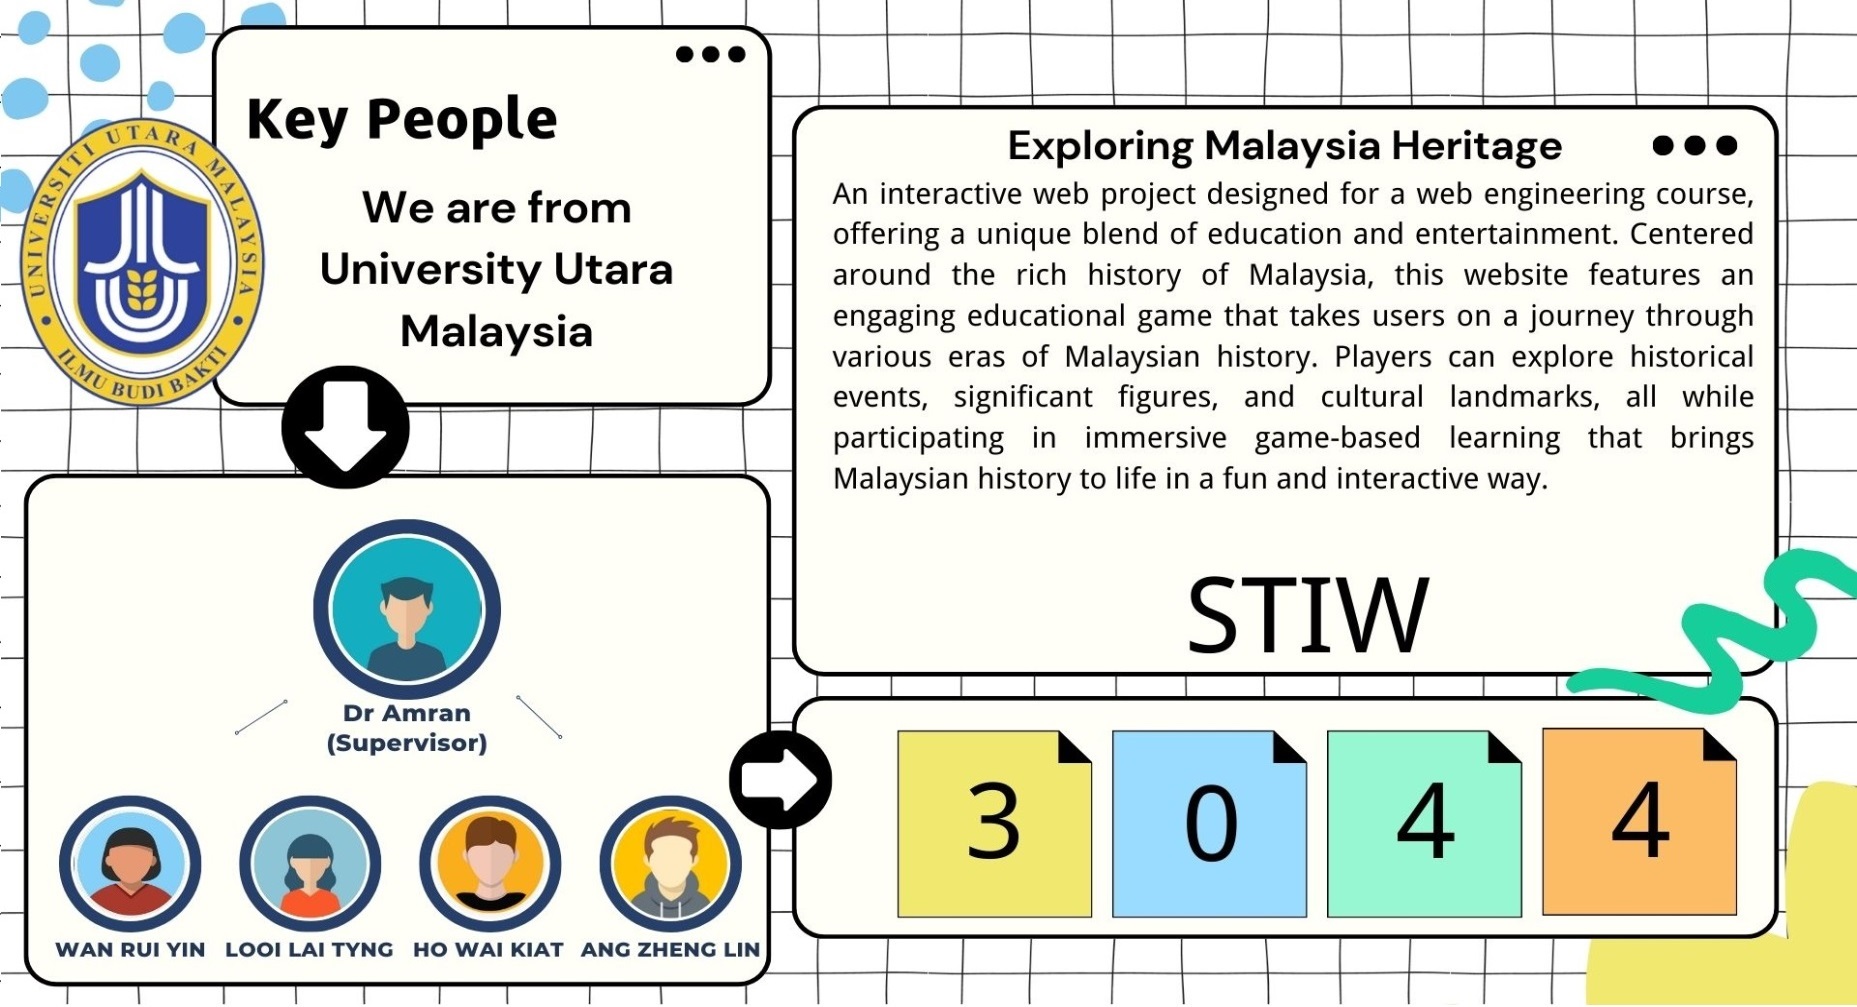 Key People
We are from
University Utara
Malaysia
UNIVERSITI UTARA MALAYSIA
ILMU BUDI BAKTI
Dr Amran
(Supervisor)
WAN RUI YIN
LOOI LAI TYNG
HO WAI KIAT
ANG ZHENG LIN
Exploring Malaysia Heritage
An interactive web project designed for a web engineering course,
offering a unique blend of education and entertainment. Centered
around the rich history of Malaysia, this website features an
engaging educational game that takes users on a journey through
various eras of Malaysian history. Players can explore historical
events, significant figures, and cultural landmarks, all while
participating in immersive game-based learning that brings
Malaysian history to life in a fun and interactive way.
STIW
3 0 4 4